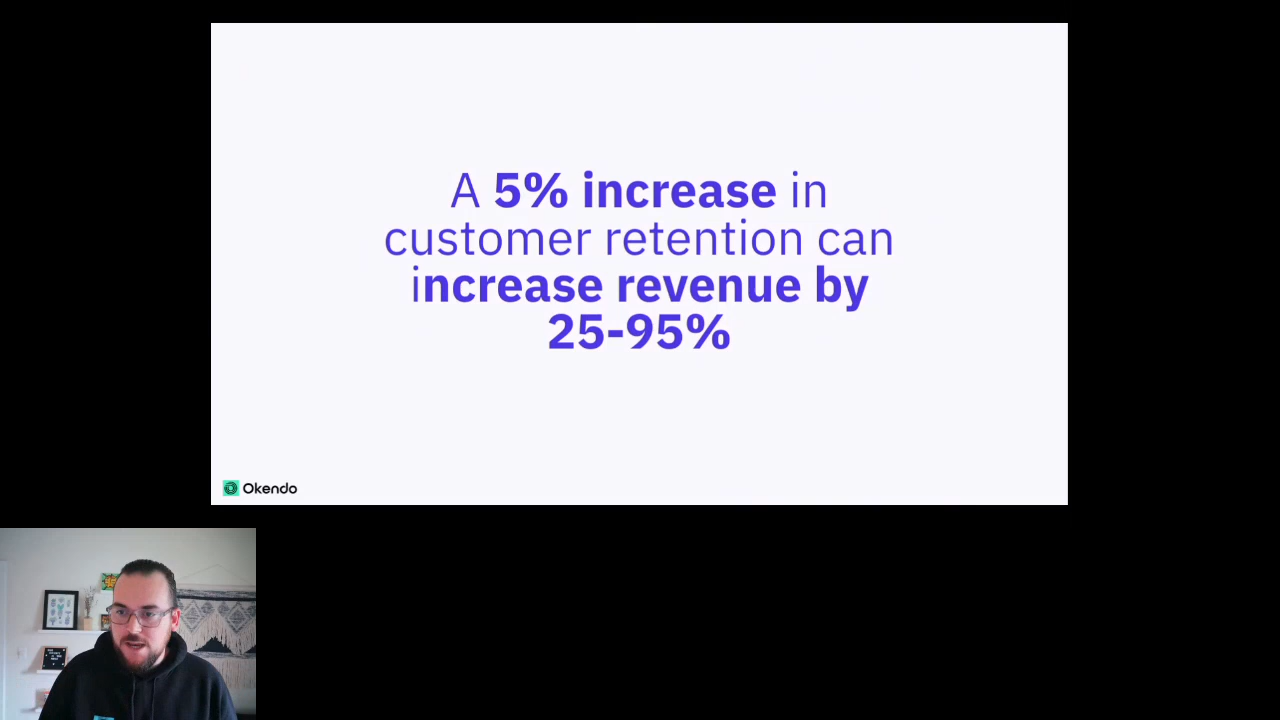 A 5% increase in
customer retention can
increase revenue by
25-95%
Okendo